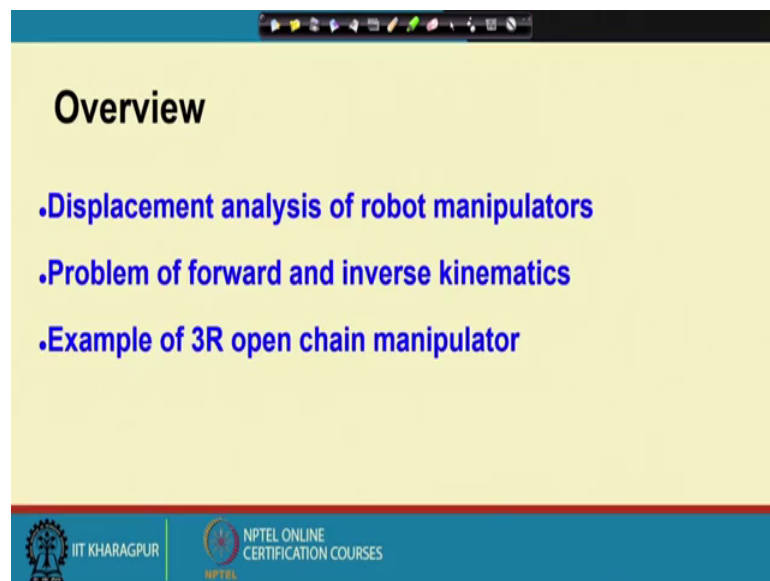 Overview
•Displacement analysis of robot manipulators
•Problem of forward and inverse kinematics
•Example of 3R open chain manipulator
IIT KHARAGPUR
NPTEL ONLINE
CERTIFICATION COURSES
NPTEL